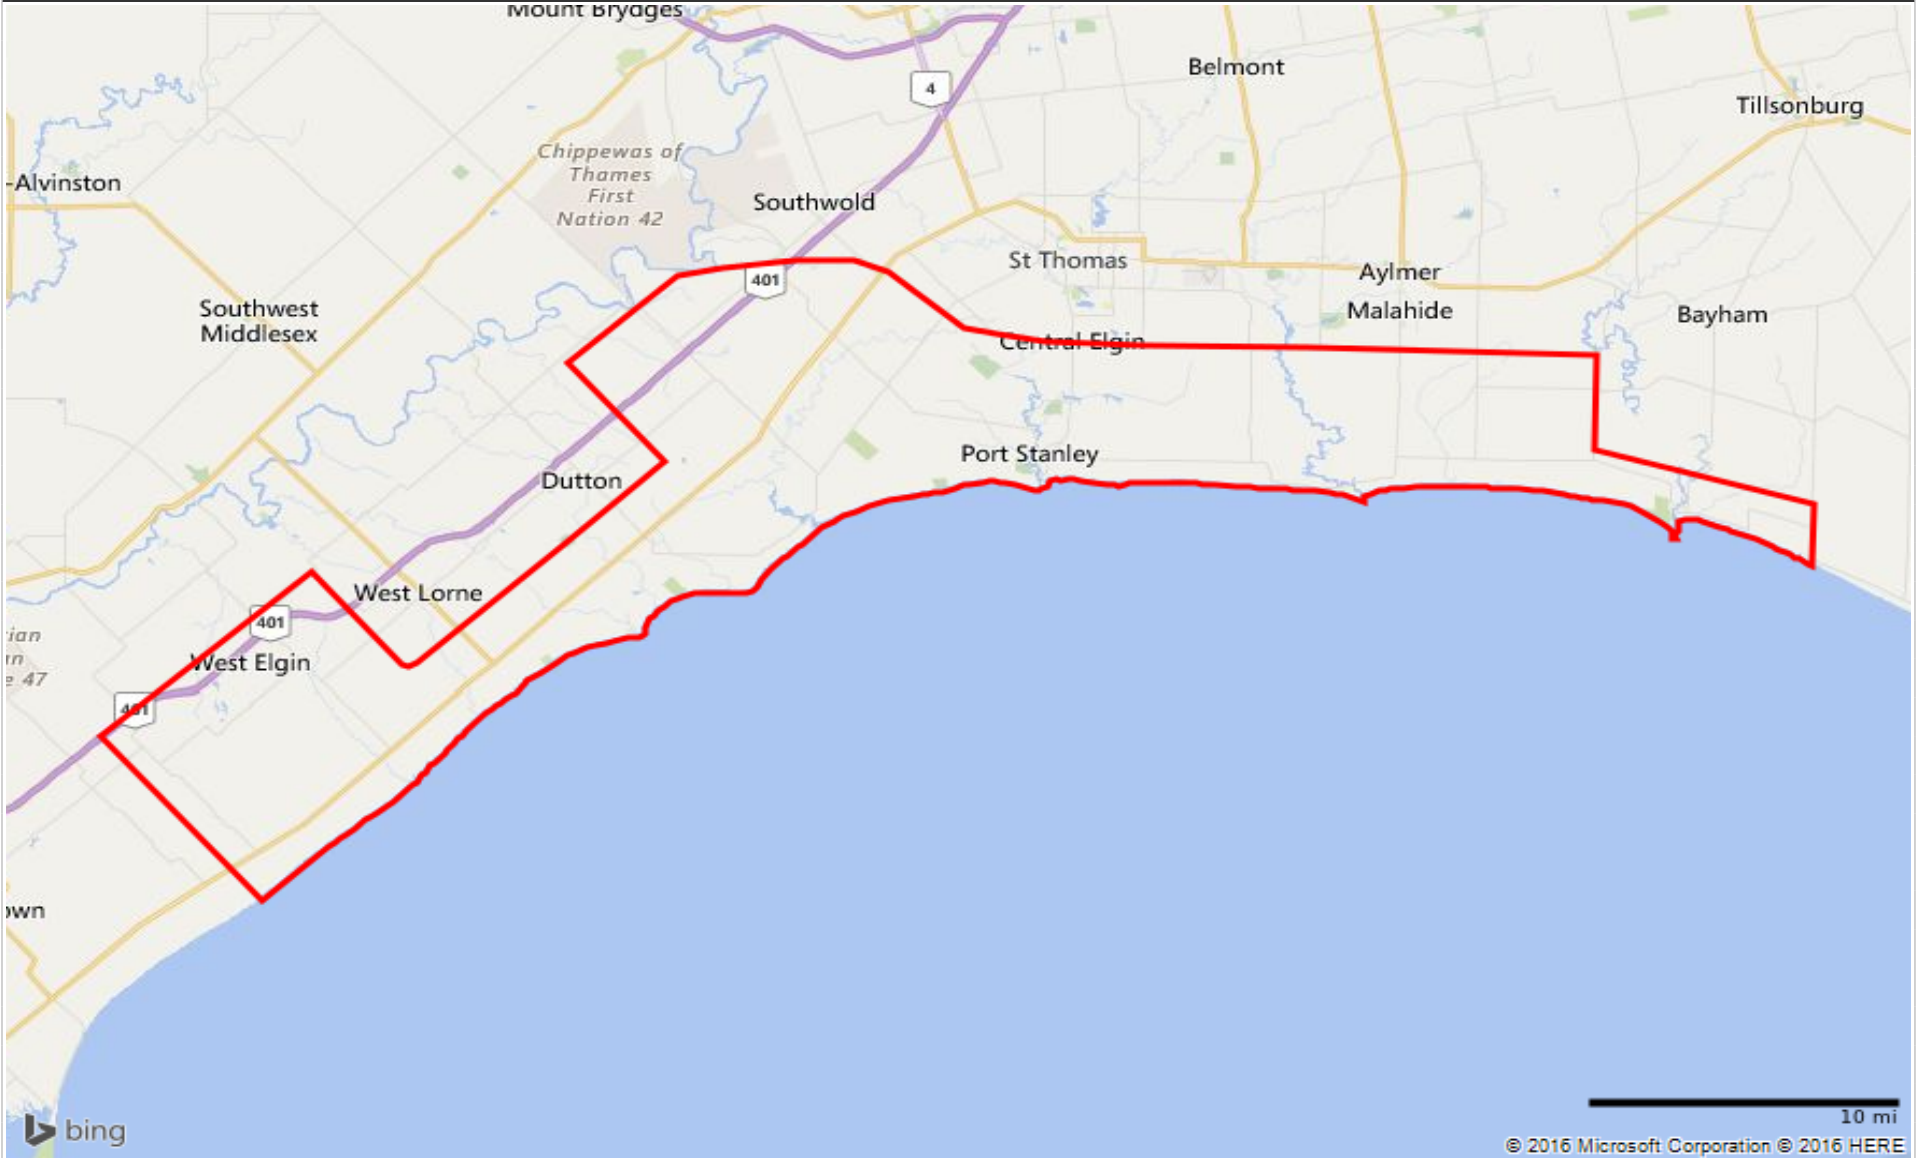 Mount Brydges
Belmont
4
Tillsonburg
Chippewas of
Thames
First
Nation 42
-Alvinston
Southwold
St Thomas
Aylmer
401
Malahide
Bayham
Southwest
Middlesex
Central Elgin
Port Stanley
Dutton
West Lorne
401
West Elgin
47
401
10 mi
bing
© 2016 Microsoft Corporation © 2016 HERE